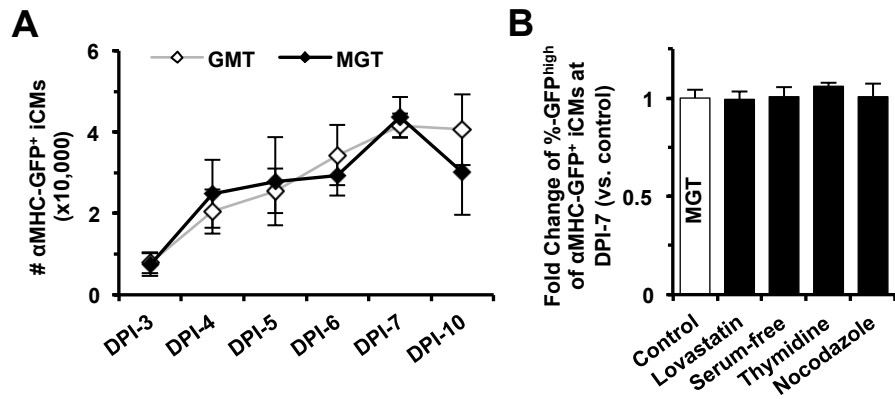 A
GMT
MGT
# αMHC-GFP⁺ iCMs
(x10,000)
6
4
2
0
DPI-3
DPI-4
DPI-5
DPI-6
DPI-7
DPI-10
B
Fold Change of %-GFPʰⁱᵍʰ
of αMHC-GFP⁺ iCMs at
DPI-7 (vs. control)
1
0.5
0
MGT
Control
Lovastatin
Serum-free
Thymidine
Nocodazole